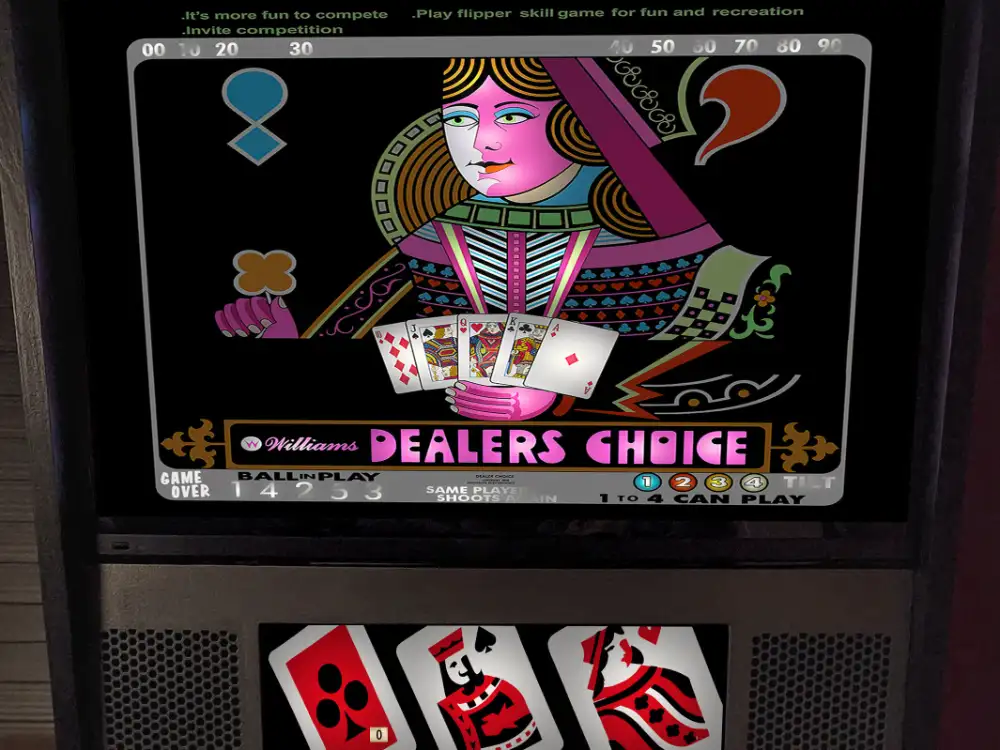 .It's more fun to compete .Play flipper skill game for fun and recreation
.Invite competition
00 10 20 30 40 50 60 70 80 90
J Q K A
Williams DEALERS CHOICE
GAME OVER
BALL IN PLAY
1 4 2 5 3
SAME PLAYER
SHOOTS AGAIN
1 2 3 4
TILT
1 TO 4 CAN PLAY
0